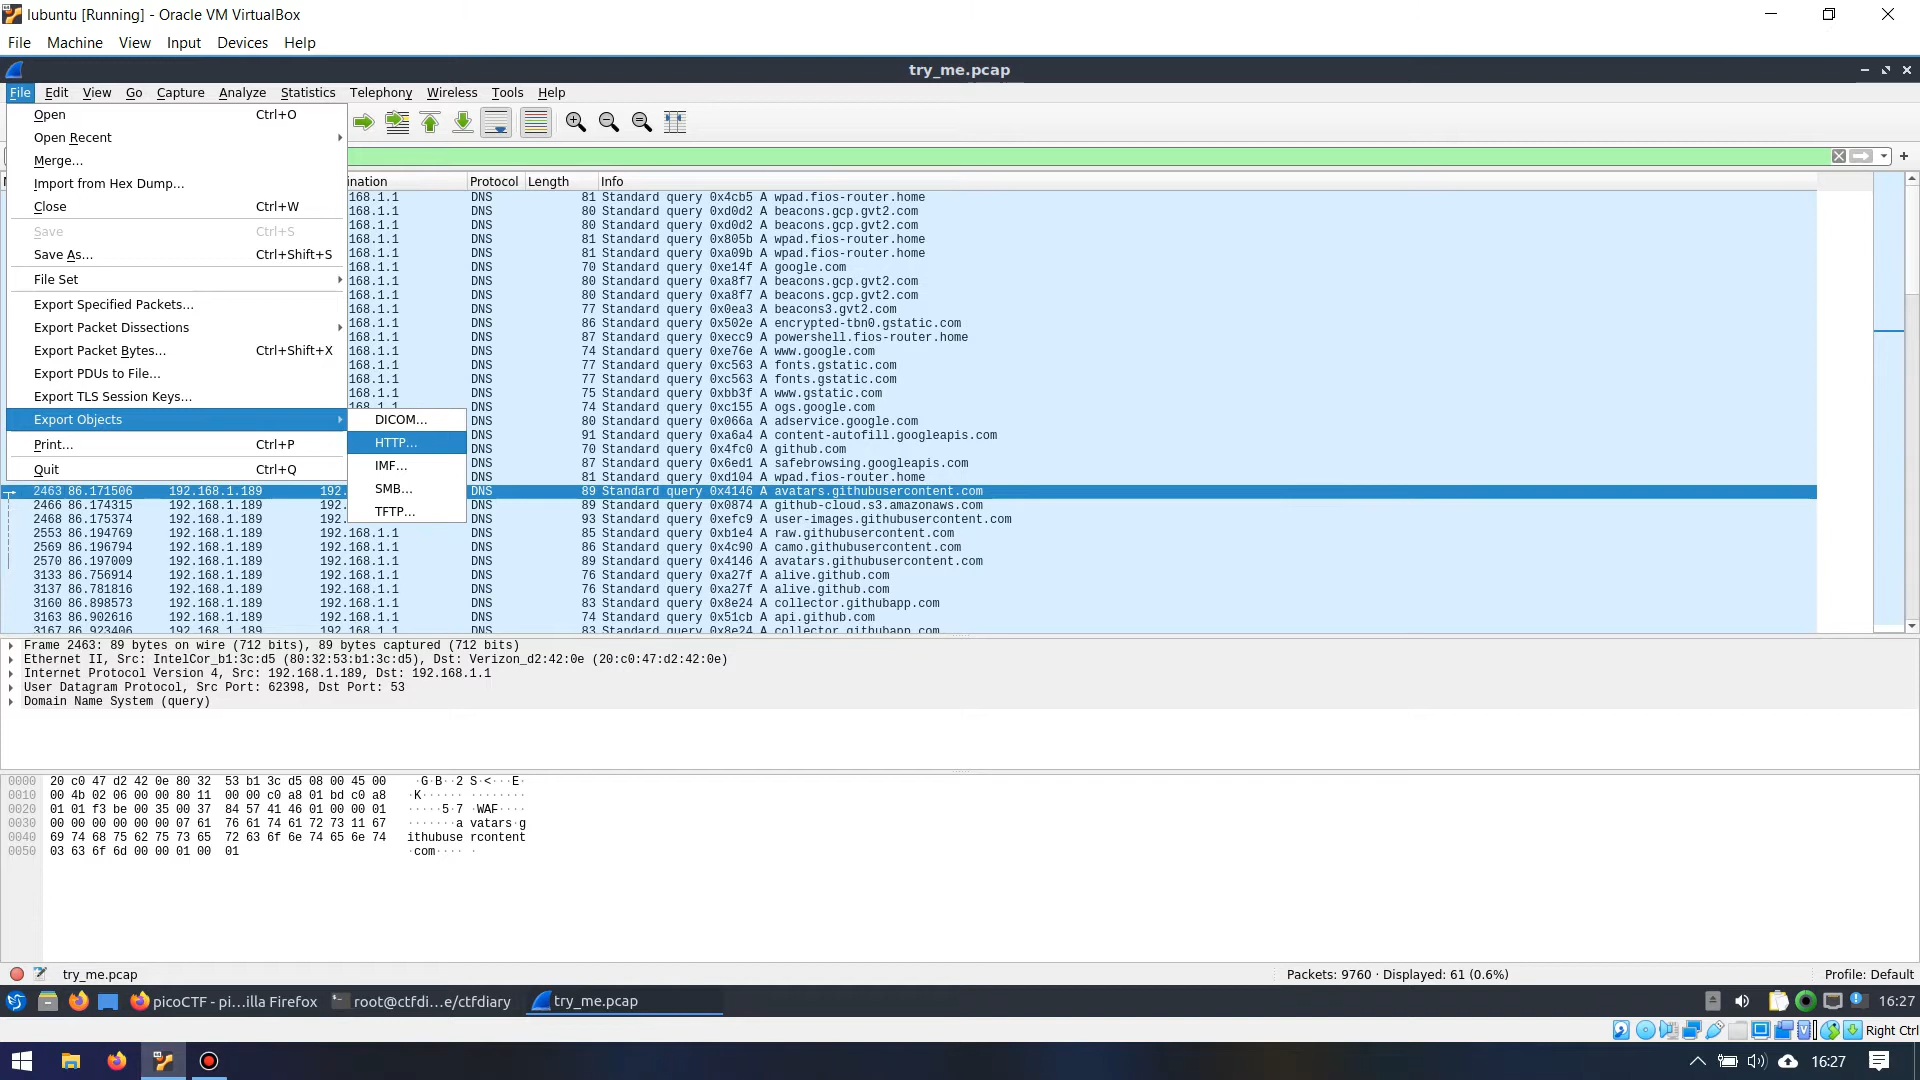 lubuntu [Running] - Oracle VM VirtualBox
File Machine View Input Devices Help
try_me.pcap
File Edit View Go Capture Analyze Statistics Telephony Wireless Tools Help
Open Ctrl+O
Open Recent
Merge...
Import from Hex Dump...
Close Ctrl+W
Save Ctrl+S
Save As... Ctrl+Shift+S
File Set
Export Specified Packets...
Export Packet Dissections
Export Packet Bytes... Ctrl+Shift+X
Export PDUs to File...
Export TLS Session Keys...
Export Objects
Print... Ctrl+P
Quit Ctrl+Q
DICOM...
HTTP...
IMF...
SMB...
TFTP...
ination Protocol Length Info
168.1.1 DNS 81 Standard query 0x4cb5 A wpad.fios-router.home
168.1.1 DNS 80 Standard query 0xd0d2 A beacons.gcp.gvt2.com
168.1.1 DNS 80 Standard query 0xd0d2 A beacons.gcp.gvt2.com
168.1.1 DNS 81 Standard query 0x805b A wpad.fios-router.home
168.1.1 DNS 81 Standard query 0xa09b A wpad.fios-router.home
168.1.1 DNS 70 Standard query 0xe14f A google.com
168.1.1 DNS 80 Standard query 0xa8f7 A beacons.gcp.gvt2.com
168.1.1 DNS 80 Standard query 0xa8f7 A beacons.gcp.gvt2.com
168.1.1 DNS 77 Standard query 0x0ea3 A beacons3.gvt2.com
168.1.1 DNS 86 Standard query 0x502e A encrypted-tbn0.gstatic.com
168.1.1 DNS 87 Standard query 0xecc9 A powershell.fios-router.home
168.1.1 DNS 74 Standard query 0xe76e A www.google.com
168.1.1 DNS 77 Standard query 0xc563 A fonts.gstatic.com
168.1.1 DNS 77 Standard query 0xc563 A fonts.gstatic.com
168.1.1 DNS 75 Standard query 0xbb3f A www.gstatic.com
168.1.1 DNS 74 Standard query 0xc155 A ogs.google.com
DNS 80 Standard query 0x066a A adservice.google.com
DNS 91 Standard query 0xa6a4 A content-autofill.googleapis.com
DNS 70 Standard query 0x4fc0 A github.com
DNS 87 Standard query 0x6ed1 A safebrowsing.googleapis.com
DNS 81 Standard query 0xd104 A wpad.fios-router.home
2463 86.171506 192.168.1.189 192. DNS 89 Standard query 0x4146 A avatars.githubusercontent.com
2466 86.174315 192.168.1.189 192. DNS 89 Standard query 0x0874 A github-cloud.s3.amazonaws.com
2468 86.175374 192.168.1.189 192. DNS 93 Standard query 0xefc9 A user-images.githubusercontent.com
2553 86.194769 192.168.1.189 192.168.1.1 DNS 85 Standard query 0xb1e4 A raw.githubusercontent.com
2569 86.196794 192.168.1.189 192.168.1.1 DNS 86 Standard query 0x4c90 A camo.githubusercontent.com
2570 86.197009 192.168.1.189 192.168.1.1 DNS 89 Standard query 0x4146 A avatars.githubusercontent.com
3133 86.756914 192.168.1.189 192.168.1.1 DNS 76 Standard query 0xa27f A alive.github.com
3137 86.781816 192.168.1.189 192.168.1.1 DNS 76 Standard query 0xa27f A alive.github.com
3160 86.898573 192.168.1.189 192.168.1.1 DNS 83 Standard query 0x8e24 A collector.githubapp.com
3163 86.902616 192.168.1.189 192.168.1.1 DNS 74 Standard query 0x51cb A api.github.com
3167 86.923406 192.168.1.189 192.168.1.1 DNS 83 Standard query 0x8e24 A collector.githubapp.com
Frame 2463: 89 bytes on wire (712 bits), 89 bytes captured (712 bits)
Ethernet II, Src: IntelCor_b1:3c:d5 (80:32:53:b1:3c:d5), Dst: Verizon_d2:42:0e (20:c0:47:d2:42:0e)
Internet Protocol Version 4, Src: 192.168.1.189, Dst: 192.168.1.1
User Datagram Protocol, Src Port: 62398, Dst Port: 53
Domain Name System (query)
0000 20 c0 47 d2 42 0e 80 32 53 b1 3c d5 08 00 45 00 ·G·B··2 S·<···E·
0010 00 4b 02 06 00 00 80 11 00 00 c0 a8 01 bd c0 a8 ·K······ ········
0020 01 01 f3 be 00 35 00 37 84 57 41 46 01 00 00 01 ·····5·7 ·WAF····
0030 00 00 00 00 00 00 07 61 76 61 74 61 72 73 11 67 ·······a vatars·g
0040 69 74 68 75 62 75 73 65 72 63 6f 6e 74 65 6e 74 ithubuse rcontent
0050 03 63 6f 6d 00 00 01 00 01 ·com···· ·
try_me.pcap Packets: 9760 · Displayed: 61 (0.6%) Profile: Default
picoCTF - pi...illa Firefox root@ctfdi...e/ctfdiary try_me.pcap 16:27
Right Ctrl
16:27